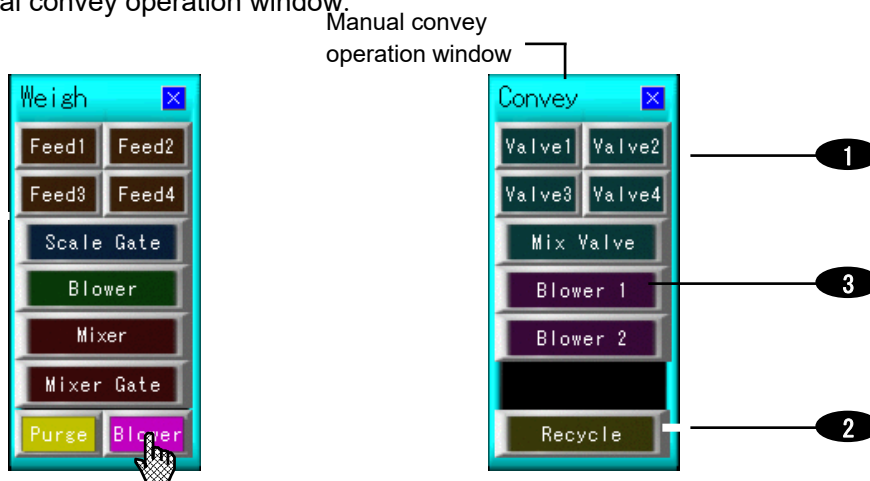 al convey operation window.
Manual convey
operation window
Weigh
Feed1 Feed2
Feed3 Feed4
Scale Gate
Blower
Mixer
Mixer Gate
Purge Blower
Convey
Valve1 Valve2
Valve3 Valve4
Mix Valve
Blower 1
Blower 2
Recycle
1
3
2